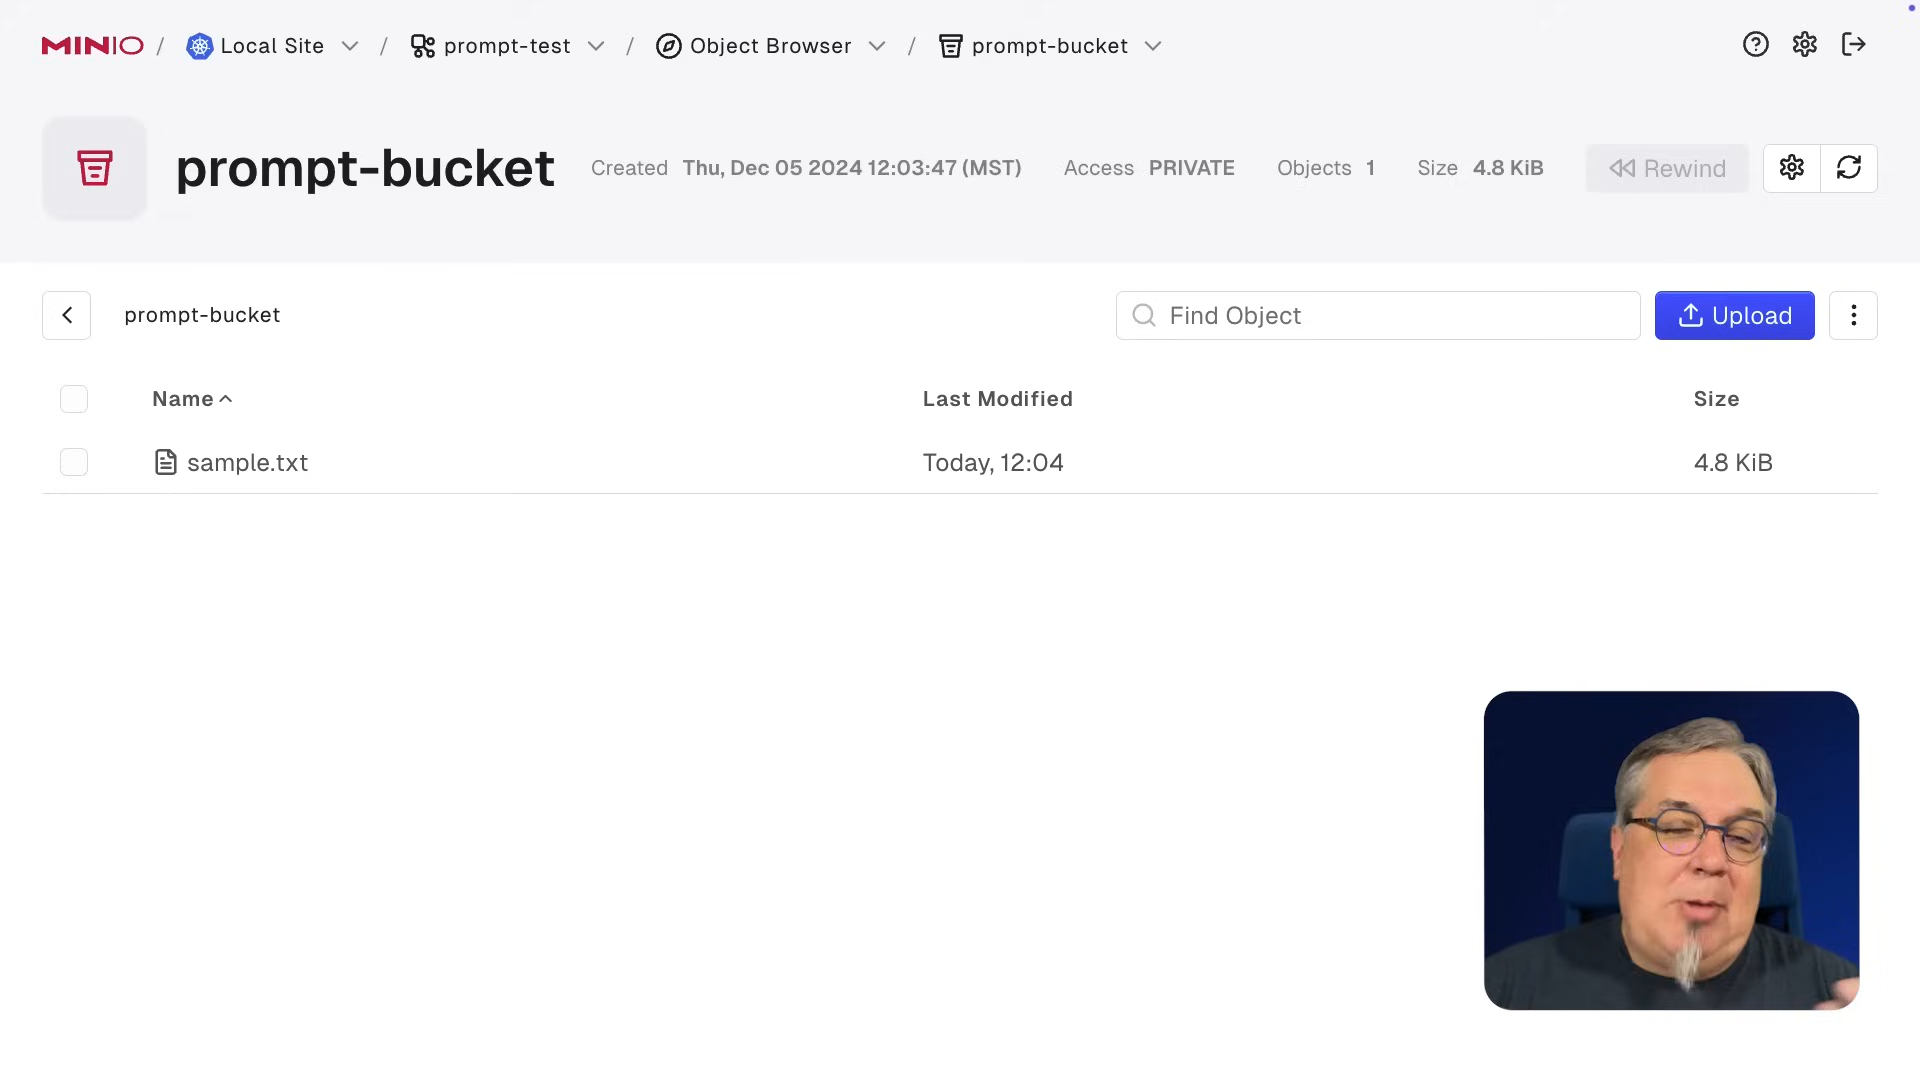 MINIO / Local Site / prompt-test / Object Browser / prompt-bucket
prompt-bucket Created Thu, Dec 05 2024 12:03:47 (MST) Access PRIVATE Objects 1 Size 4.8 KiB Rewind
prompt-bucket Find Object Upload
Name Last Modified Size
sample.txt Today, 12:04 4.8 KiB